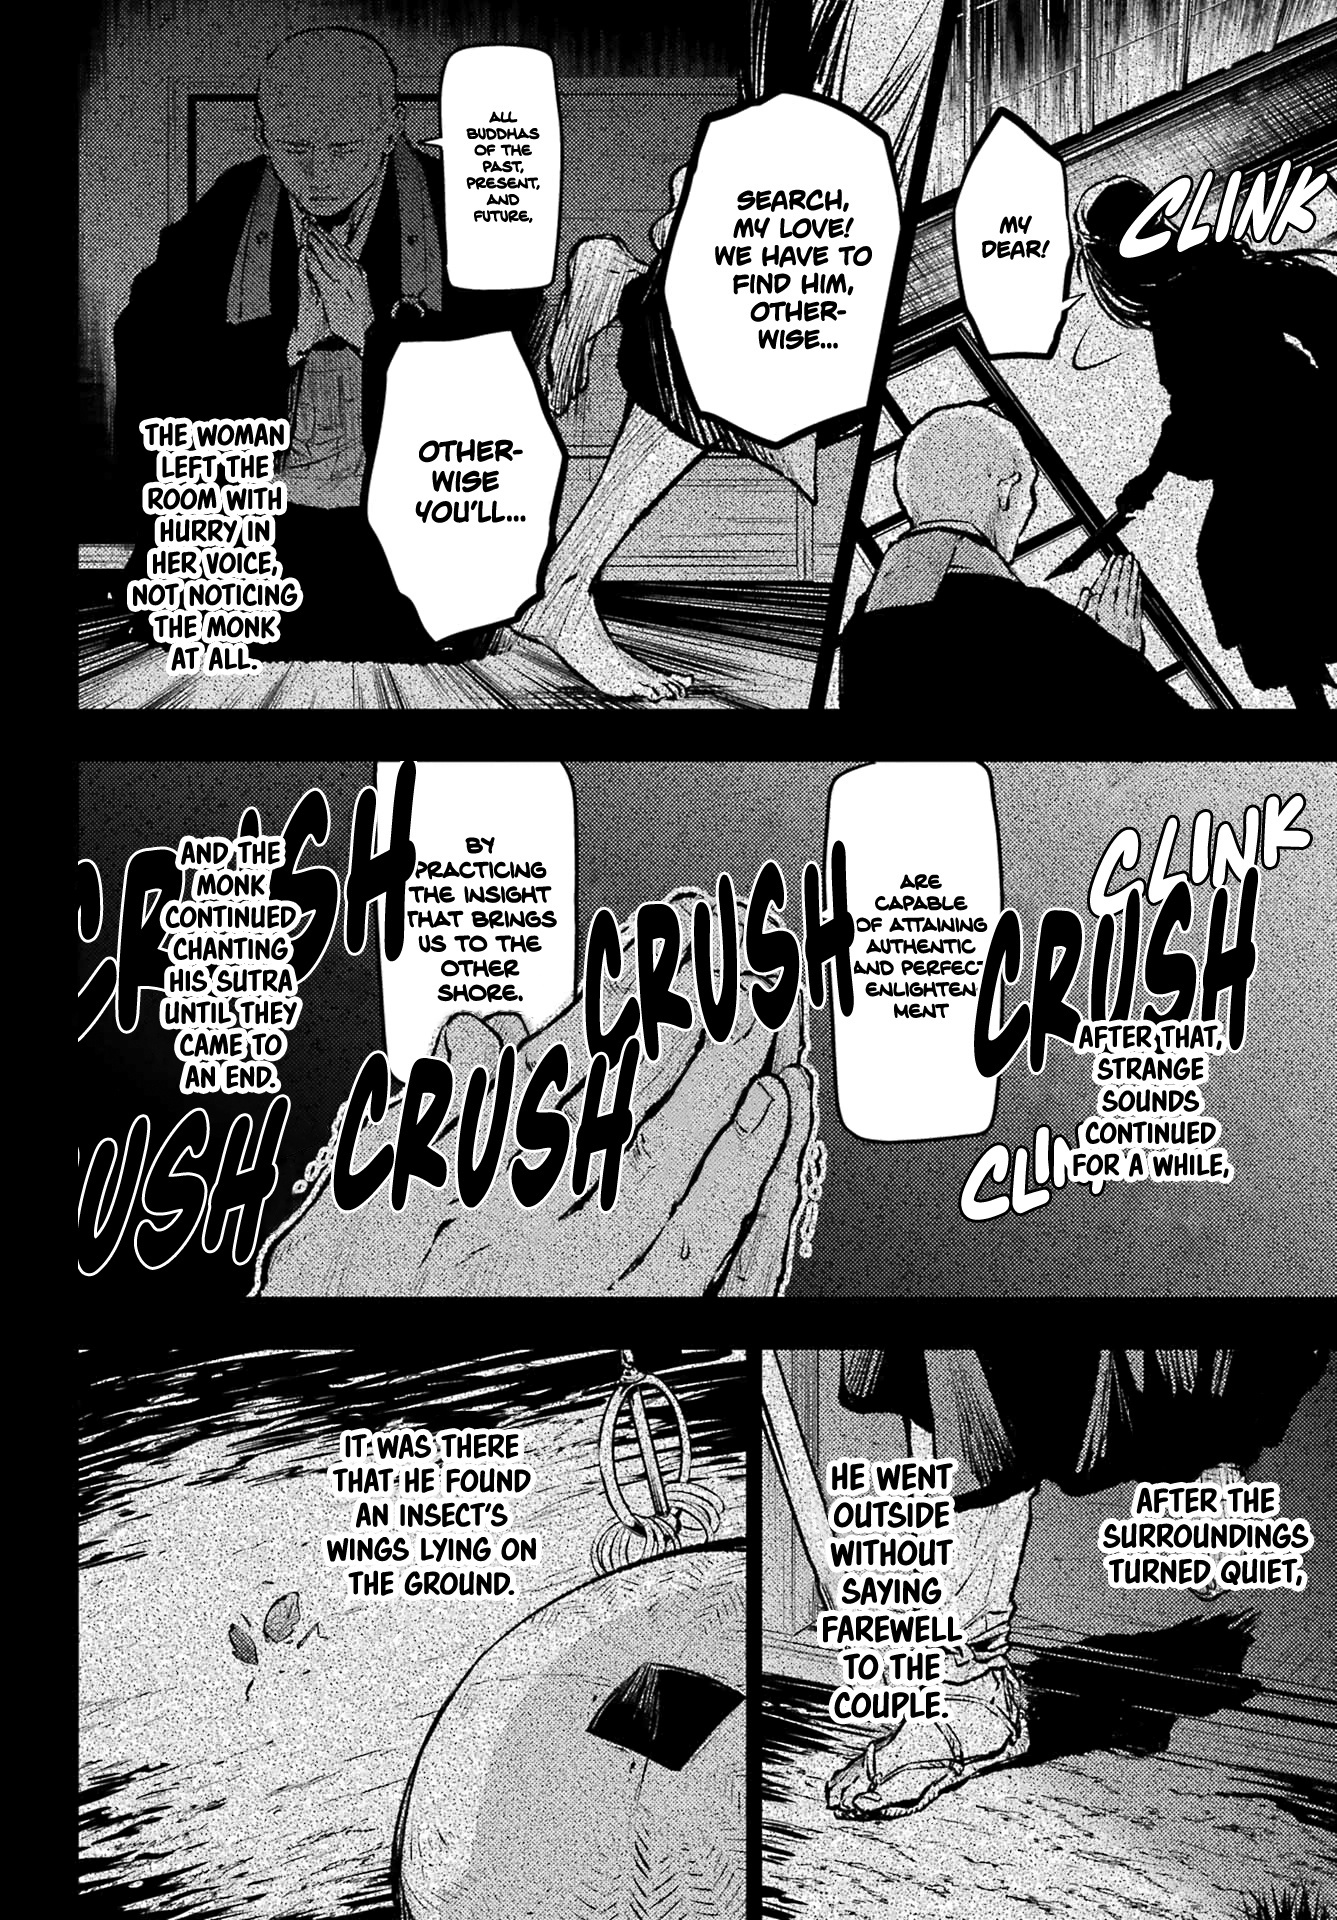 CLINK
MY
DEAR!
SEARCH,
MY LOVE!
WE HAVE TO
FIND HIM,
OTHER-
WISE...
ALL
BUDDHAS
OF THE
PAST,
PRESENT,
AND
FUTURE,
OTHER-
WISE
YOU'LL...
THE WOMAN
LEFT THE
ROOM WITH
HURRY IN
HER VOICE,
NOT NOTICING
THE MONK
AT ALL.
CLINK
CRUSH
AFTER THAT,
STRANGE
SOUNDS
CONTINUED
FOR A WHILE,
CLINK
ARE
CAPABLE
OF ATTAINING
AUTHENTIC
AND PERFECT
ENLIGHTEN
MENT
CRUSH
BY
PRACTICING
THE INSIGHT
THAT BRINGS
US TO THE
OTHER
SHORE.
CRUSH
CRUSH
AND THE
MONK
CONTINUED
CHANTING
HIS SUTRA
UNTIL THEY
CAME TO
AN END.
RUSH
AFTER THE
SURROUNDINGS
TURNED QUIET,
HE WENT
OUTSIDE
WITHOUT
SAYING
FAREWELL
TO THE
COUPLE.
IT WAS THERE
THAT HE FOUND
AN INSECT'S
WINGS LYING ON
THE GROUND.